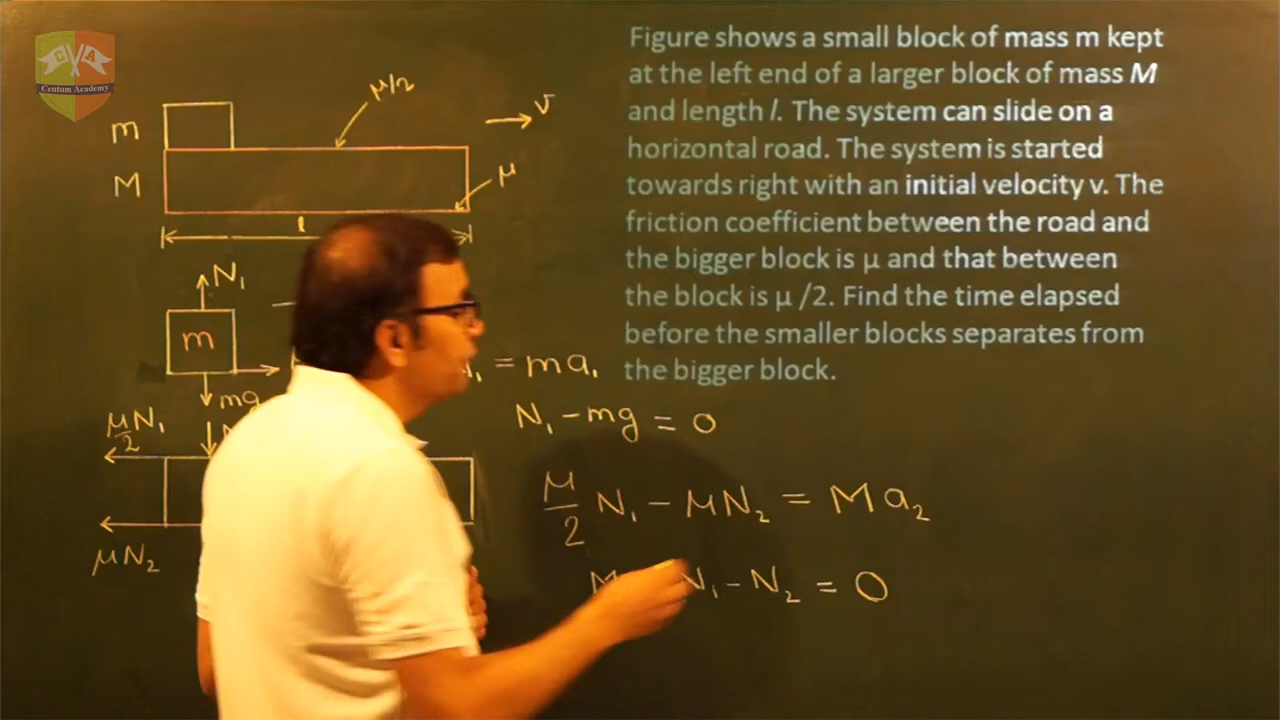 C A
Centum Academy
Figure shows a small block of mass m kept
at the left end of a larger block of mass M
and length l. The system can slide on a
horizontal road. The system is started
towards right with an initial velocity v. The
friction coefficient between the road and
the bigger block is μ and that between
the block is μ /2. Find the time elapsed
before the smaller blocks separates from
the bigger block.
μ/2
v
m
M
μ
l
N₁
m
mg
= ma₁
N₁ - mg = 0
μ/2 N₁
μ/2 N₁ - μN₂ = Ma₂
μN₂
N₁ - N₂ = 0